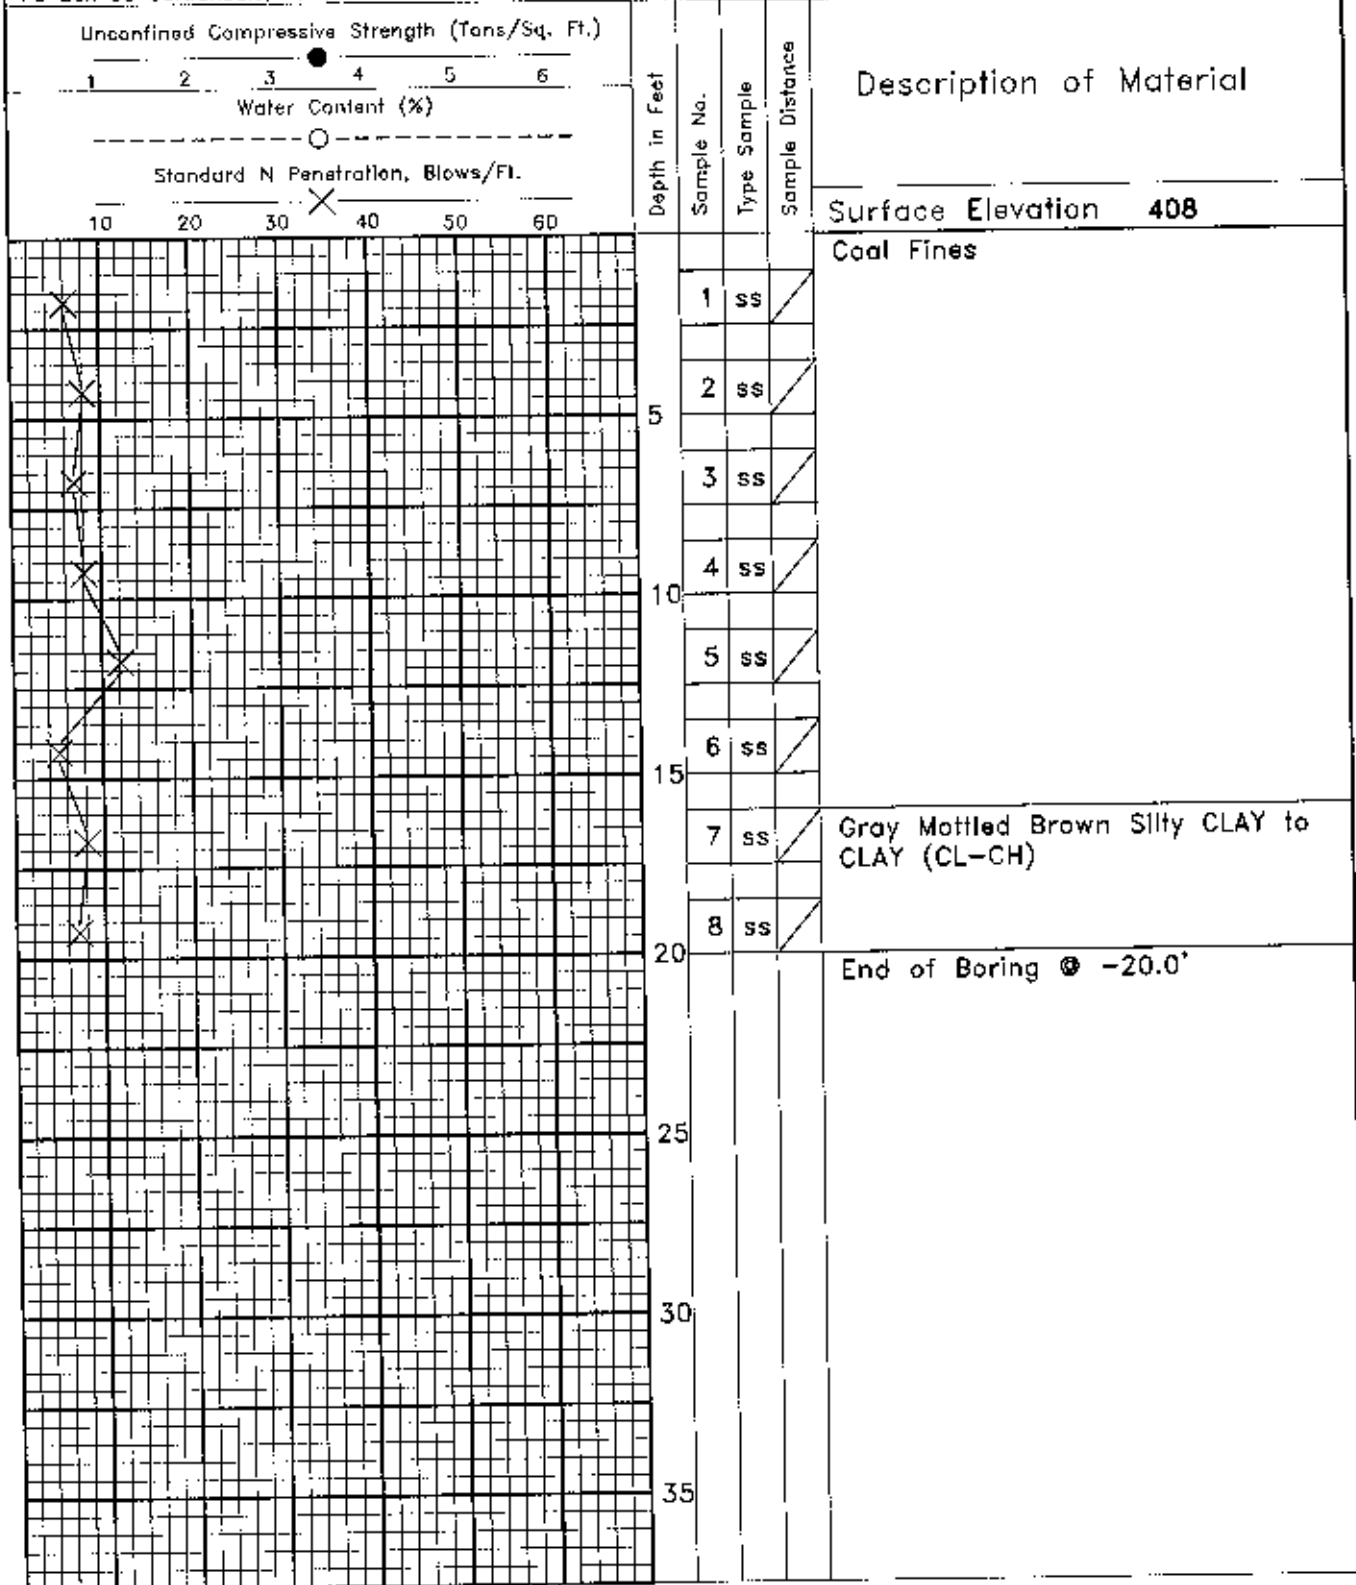 Unconfined Compressive Strength (Tons/Sq. Ft.)
1 2 3 4 5 6
Water Content (%)
Standard N Penetration, Blows/Ft.
10 20 30 40 50 60
Depth in Feet
Sample No.
Type Sample
Sample Distance
Description of Material
Surface Elevation 408
Coal Fines
1 ss
2 ss
5
3 ss
4 ss
10
5 ss
6 ss
15
7 ss
Gray Mottled Brown Silty CLAY to
CLAY (CL-CH)
8 ss
20
End of Boring @ -20.0'
25
30
35